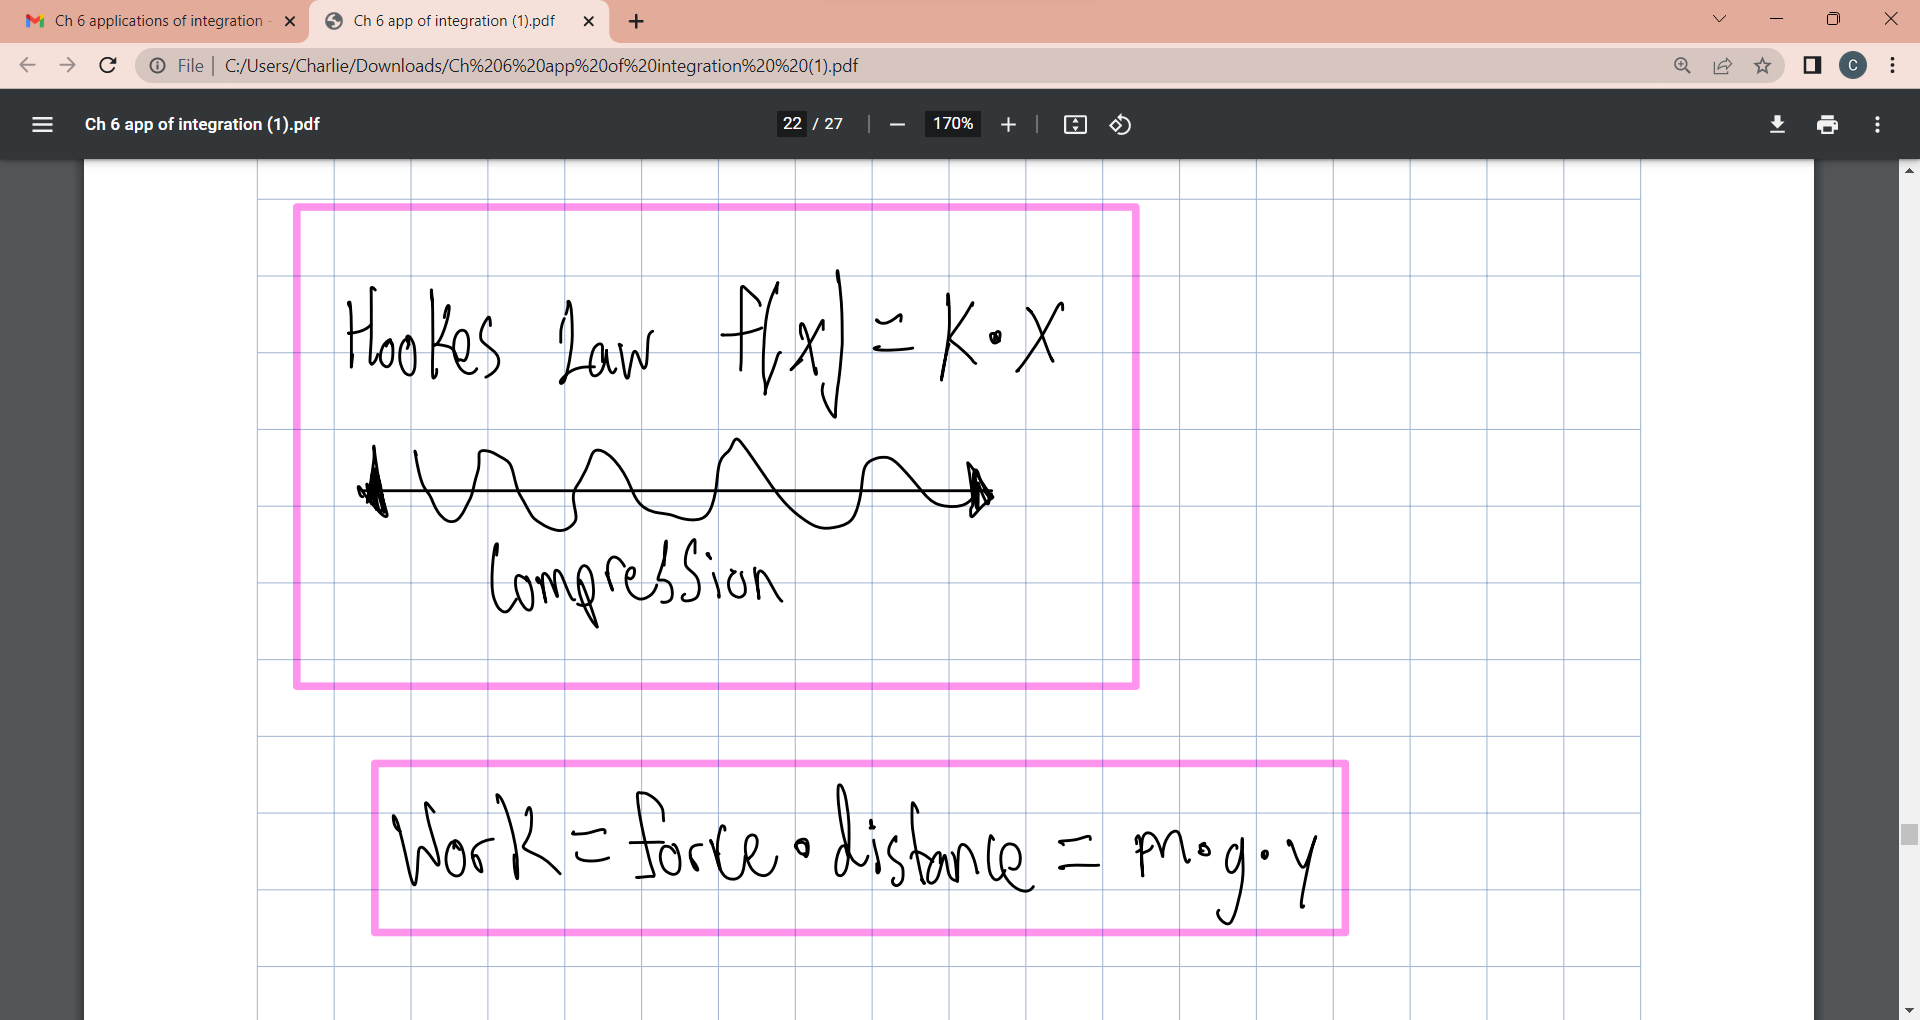 Ch 6 applications of integration -
Ch 6 app of integration (1).pdf
File | C:/Users/Charlie/Downloads/Ch%206%20app%20of%20integration%20%20(1).pdf
C
Ch 6 app of integration (1).pdf
22 / 27
170%
Hookes Law f(x) = K · X
Compression
Work = force · distance = m · g · y